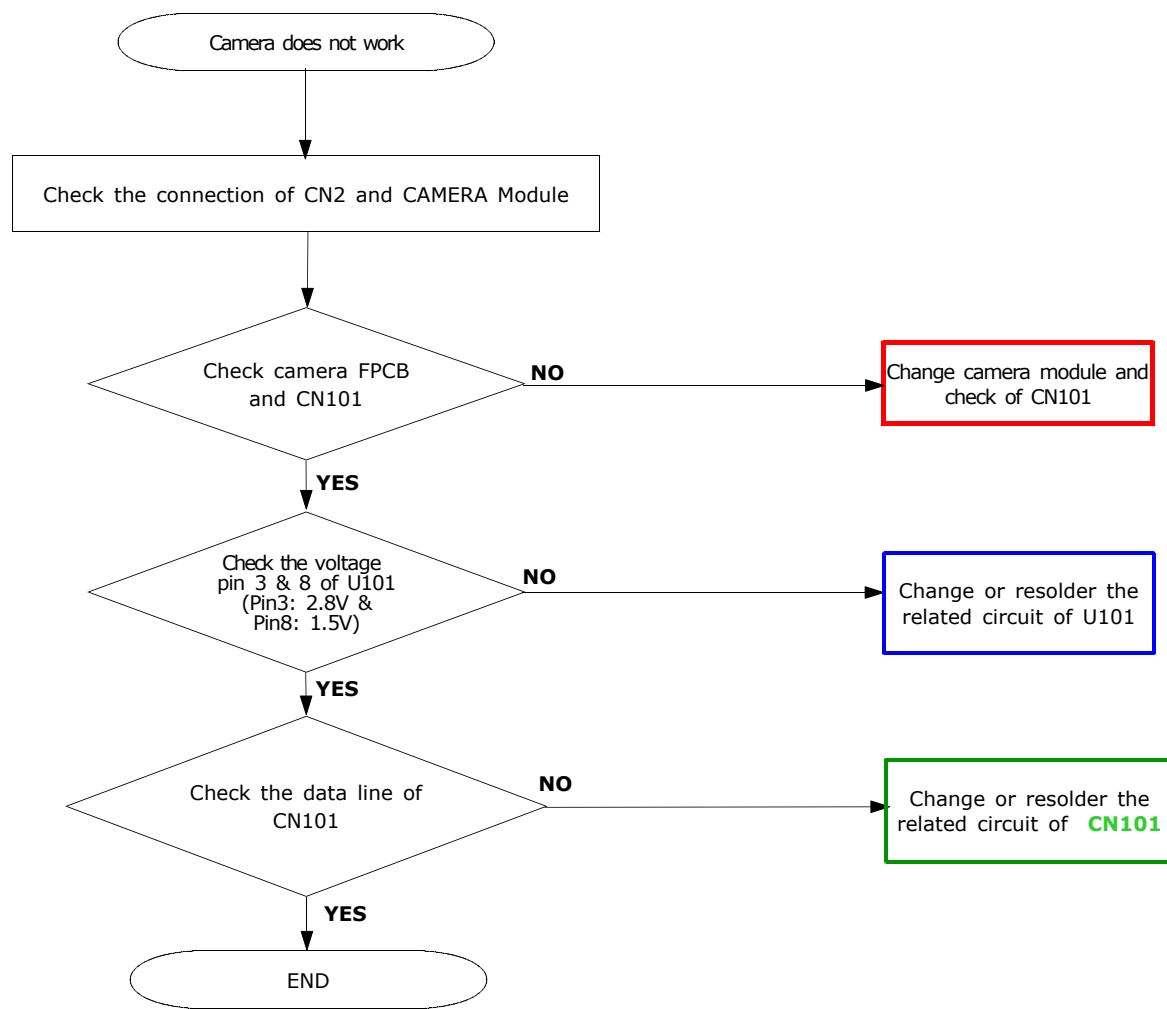 Camera does not work
Check the connection of CN2 and CAMERA Module
Check camera FPCB
and CN101
NO
Change camera module and
check of CN101
YES
Check the voltage
pin 3 & 8 of U101
(Pin3: 2.8V &
Pin8: 1.5V)
NO
Change or resolder the
related circuit of U101
YES
Check the data line of
CN101
NO
Change or resolder the
related circuit of CN101
YES
END